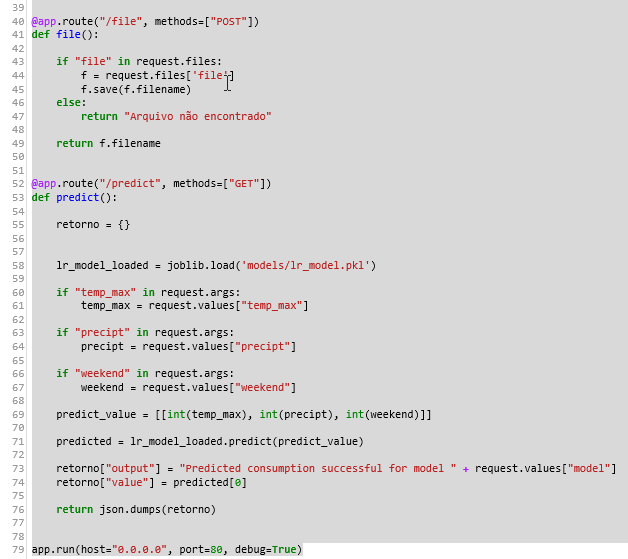 39
40 @app.route("/file", methods=["POST"])
41 def file():
42
43     if "file" in request.files:
44         f = request.files['file']
45         f.save(f.filename)
46     else:
47         return "Arquivo não encontrado"
48
49     return f.filename
50
51
52 @app.route("/predict", methods=["GET"])
53 def predict():
54
55     retorno = {}
56
57
58     lr_model_loaded = joblib.load('models/lr_model.pkl')
59
60     if "temp_max" in request.args:
61         temp_max = request.values["temp_max"]
62
63     if "precipt" in request.args:
64         precipt = request.values["precipt"]
65
66     if "weekend" in request.args:
67         weekend = request.values["weekend"]
68
69     predict_value = [[int(temp_max), int(precipt), int(weekend)]]
70
71     predicted = lr_model_loaded.predict(predict_value)
72
73     retorno["output"] = "Predicted consumption successful for model " + request.values["model"]
74     retorno["value"] = predicted[0]
75
76     return json.dumps(retorno)
77
78
79 app.run(host="0.0.0.0", port=80, debug=True)